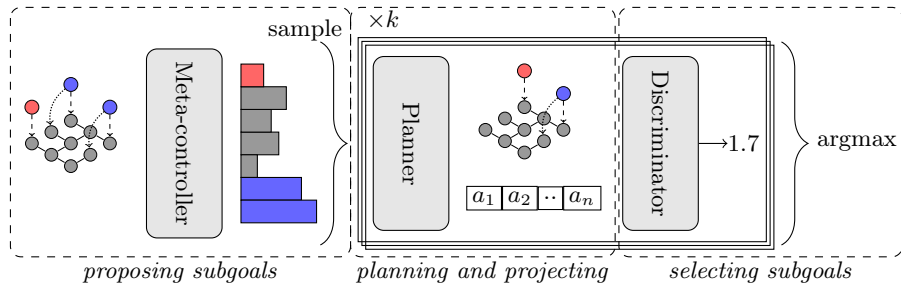 sample
×k
Meta-controller
Planner
a1 a2 ·· an
Discriminator
1.7
argmax
proposing subgoals
planning and projecting
selecting subgoals